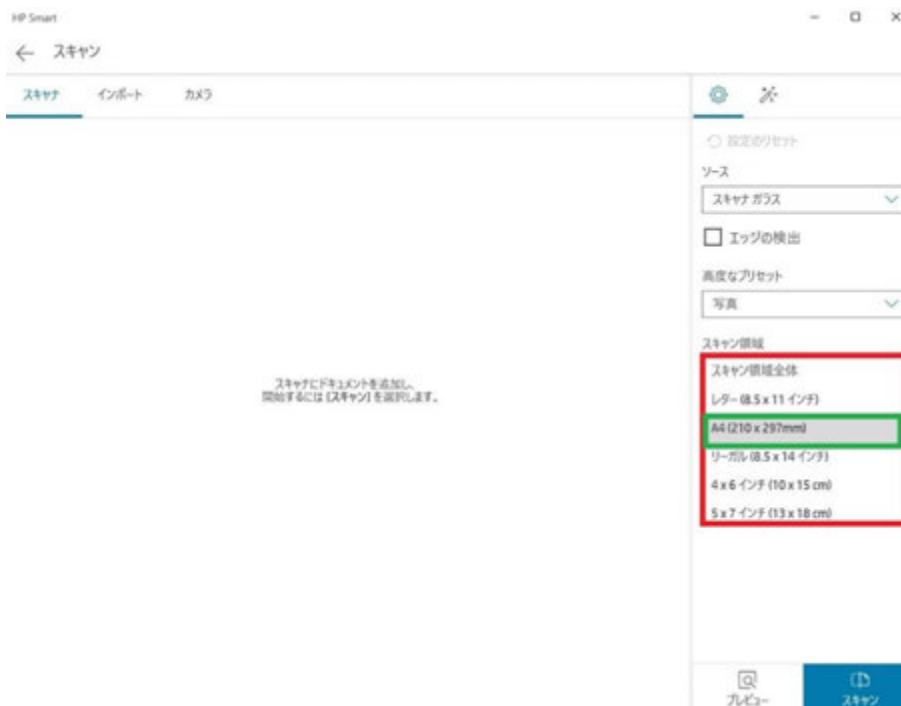 HP Smart
スキャン
スキャナ インポート カメラ
設定のリセット
ソース
スキャナ ガラス
エッジの検出
高度なプリセット
写真
スキャン領域
スキャン領域全体
レター (8.5 x 11 インチ)
A4 (210 x 297mm)
リーガル (8.5 x 14 インチ)
4 x 6 インチ (10 x 15 cm)
5 x 7 インチ (13 x 18 cm)
スキャナにドキュメントを追加し、
開始するには [スキャン] を選択します。
プレビュー
スキャン